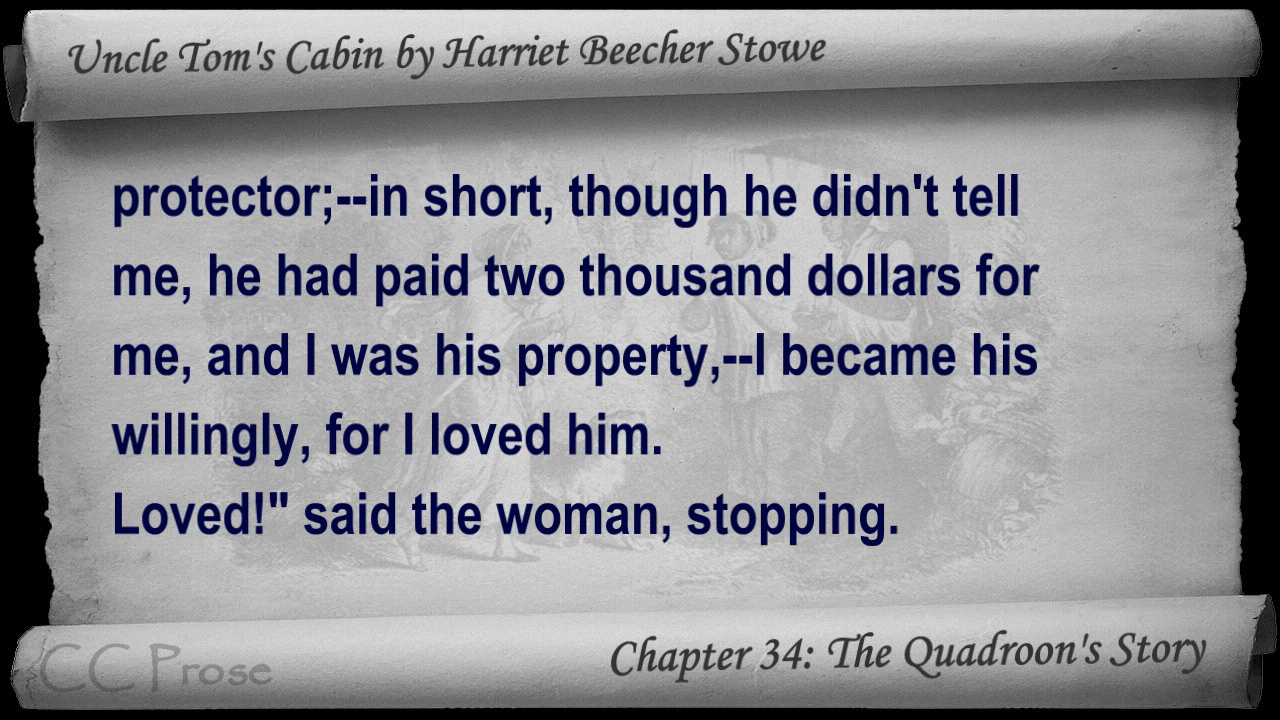 Uncle Tom's Cabin by Harriet Beecher Stowe
protector;--in short, though he didn't tell
me, he had paid two thousand dollars for
me, and I was his property,--I became his
willingly, for I loved him.
Loved!" said the woman, stopping.
CC Prose
Chapter 34: The Quadroon's Story